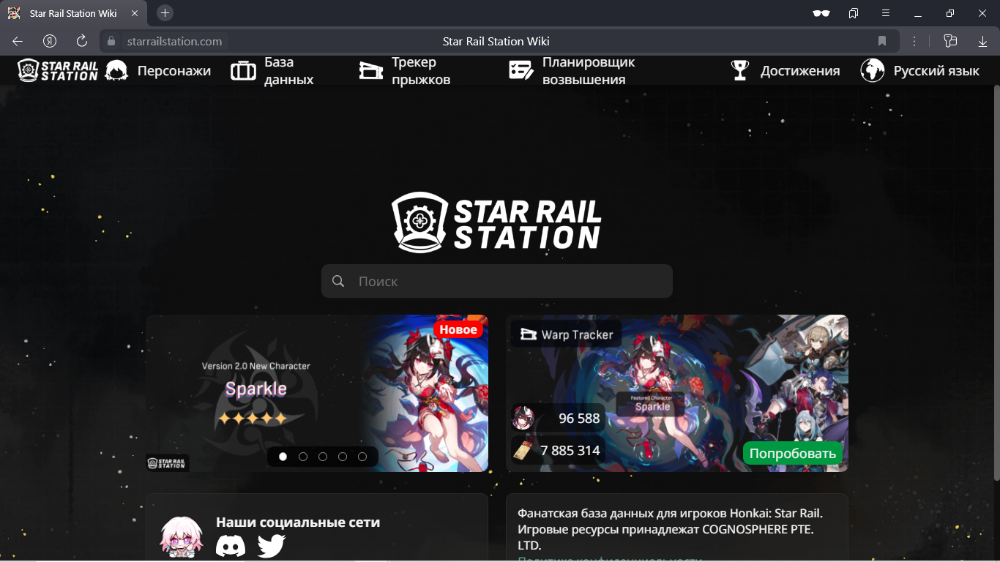 Star Rail Station Wiki
starrailstation.com
Star Rail Station Wiki
STAR RAIL
STATION
Персонажи
База
данных
Трекер
прыжков
Планировщик
возвышения
Достижения
Русский язык
STAR RAIL
STATION
Поиск
Новое
Version 2.0 New Character
Sparkle
STAR RAIL
STATION
Warp Tracker
Featured Character
Sparkle
96 588
7 885 314
Попробовать
Наши социальные сети
Фанатская база данных для игроков Honkai: Star Rail.
Игровые ресурсы принадлежат COGNOSPHERE PTE.
LTD.
Политика конфиденциальности